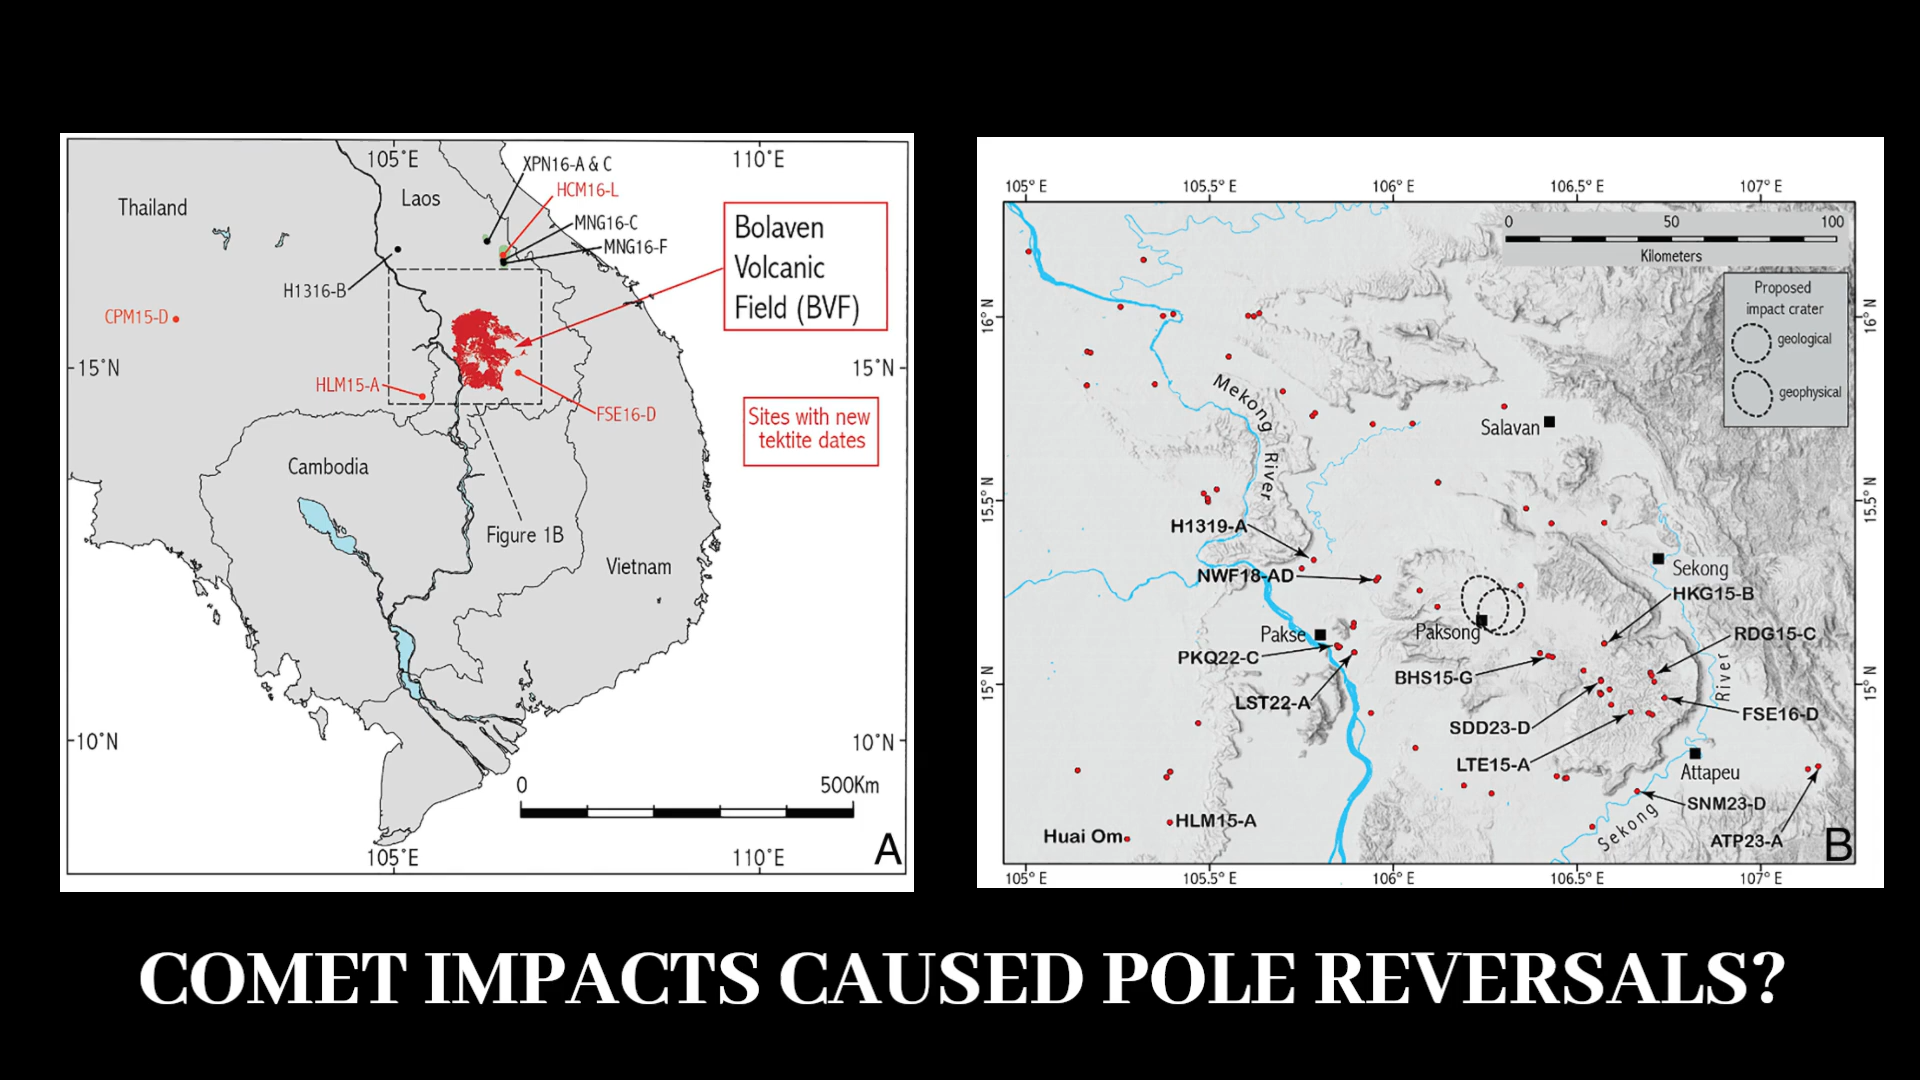 105°E
110°E
XPN16-A & C
HCM16-L
MNG16-C
MNG16-F
Thailand
Laos
Bolaven
Volcanic
Field (BVF)
H1316-B
CPM15-D
15°N
15°N
HLM15-A
FSE16-D
Sites with new
tektite dates
Cambodia
Figure 1B
Vietnam
10°N
10°N
0
500Km
105°E
110°E
A
105° E
105.5° E
106° E
106.5° E
107° E
0
50
100
Kilometers
Proposed
impact crater
geological
geophysical
16° N
16° N
Mekong
River
Salavan
15.5° N
15.5° N
H1319-A
NWF18-AD
Sekong
HKG15-B
Pakse
Paksong
RDG15-C
PKQ22-C
BHS15-G
River
15° N
15° N
LST22-A
SDD23-D
FSE16-D
LTE15-A
Attapeu
SNM23-D
Sekong
HLM15-A
Huai Om
ATP23-A
B
105° E
105.5° E
106° E
106.5° E
107° E
COMET IMPACTS CAUSED POLE REVERSALS?